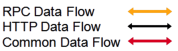 RPC Data Flow
HTTP Data Flow
Common Data Flow